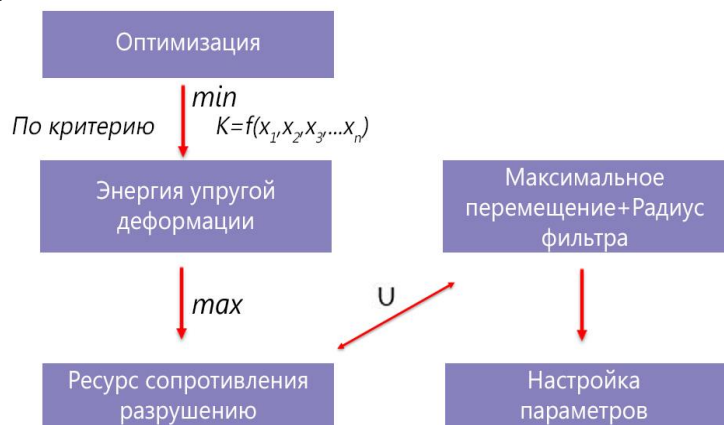 Оптимизация
min
По критерию K=f(x₁,x₂,x₃,...xₙ)
Энергия упругой
деформации
Максимальное
перемещение+Радиус
фильтра
max
U
Ресурс сопротивления
разрушению
Настройка
параметров